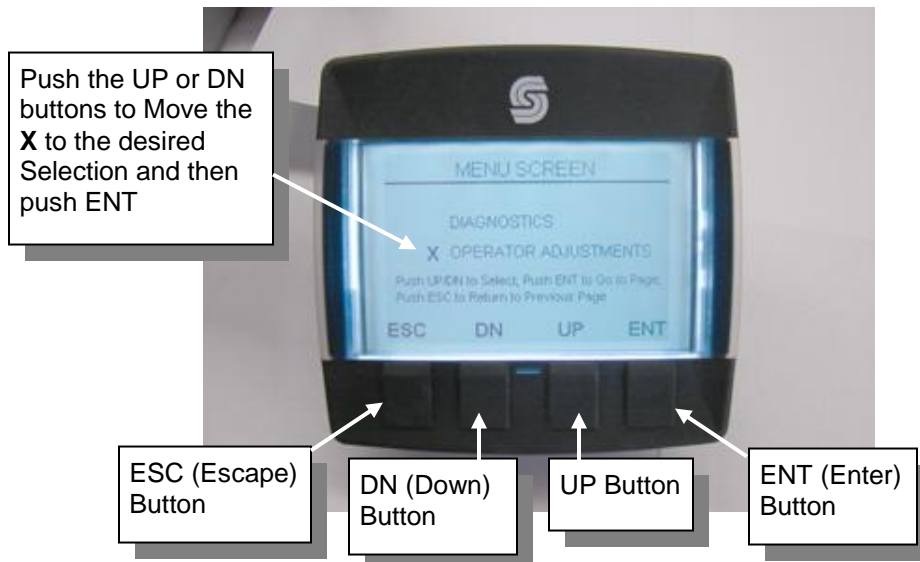 Push the UP or DN
buttons to Move the
X to the desired
Selection and then
push ENT
MENU SCREEN
DIAGNOSTICS
X OPERATOR ADJUSTMENTS
Push UP/DN to Select, Push ENT to Go to Page,
Push ESC to Return to Previous Page
ESC DN UP ENT
ESC (Escape)
Button
DN (Down)
Button
UP Button
ENT (Enter)
Button